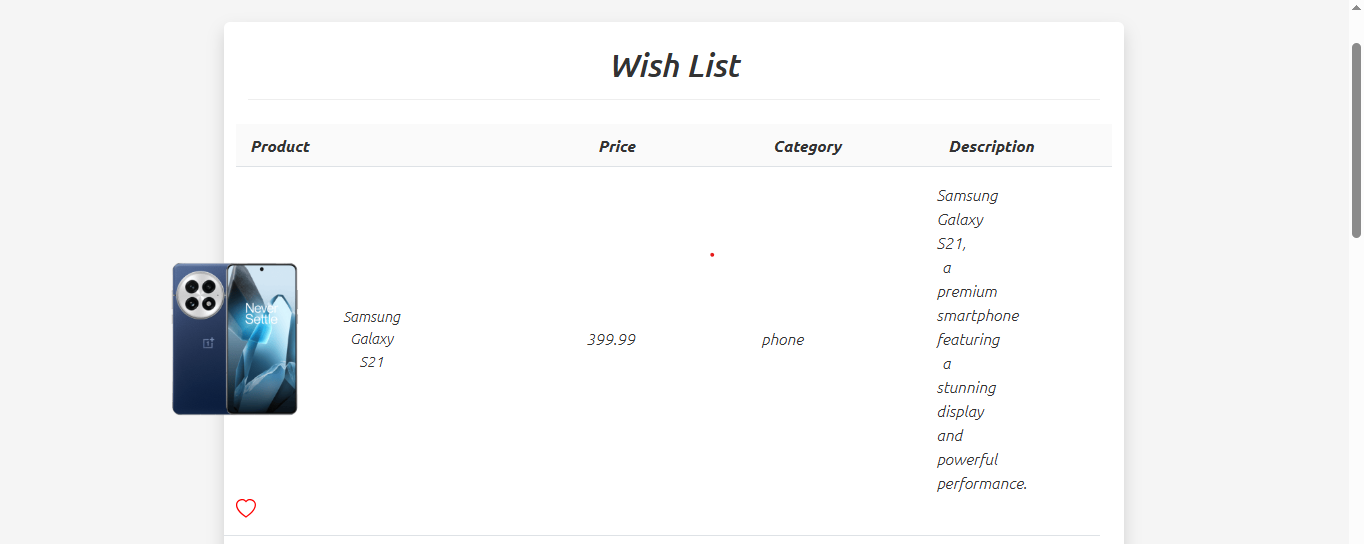 Wish List
Product Price Category Description
Samsung
Galaxy
S21,
a
premium
smartphone
featuring
a
stunning
display
and
powerful
performance.
Never
Settle
Samsung
Galaxy
S21
399.99
phone